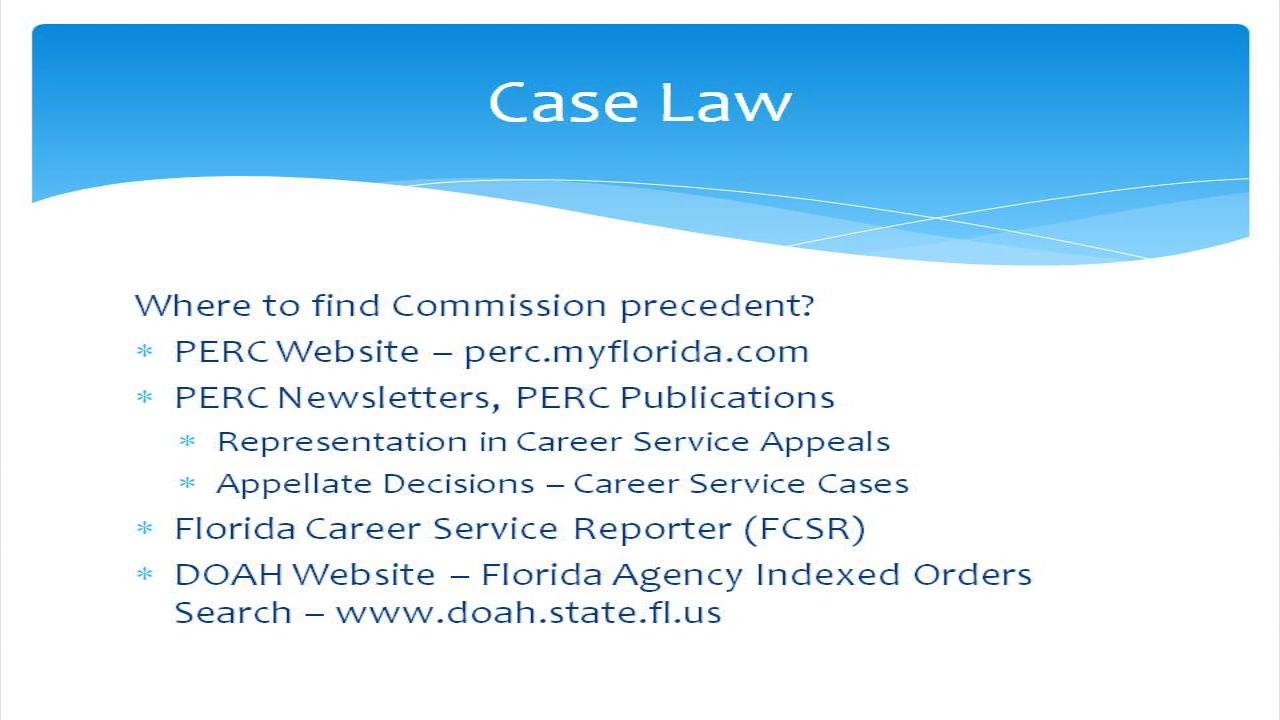 Case Law
Where to find Commission precedent?
* PERC Website – perc.myflorida.com
* PERC Newsletters, PERC Publications
* Representation in Career Service Appeals
* Appellate Decisions – Career Service Cases
* Florida Career Service Reporter (FCSR)
* DOAH Website – Florida Agency Indexed Orders
Search – www.doah.state.fl.us